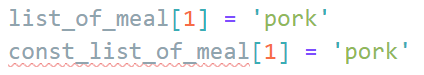 list_of_meal[1] = 'pork'
const_list_of_meal[1] = 'pork'